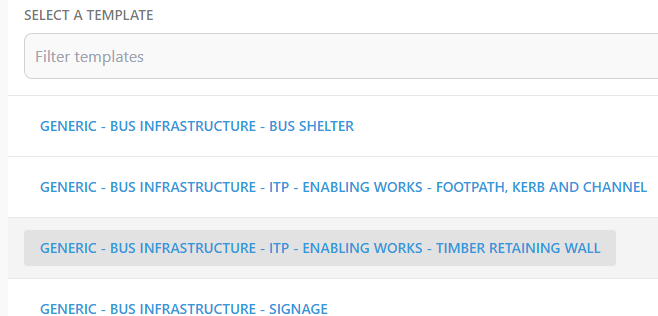 SELECT A TEMPLATE
Filter templates
GENERIC - BUS INFRASTRUCTURE - BUS SHELTER
GENERIC - BUS INFRASTRUCTURE - ITP - ENABLING WORKS - FOOTPATH, KERB AND CHANNEL
GENERIC - BUS INFRASTRUCTURE - ITP - ENABLING WORKS - TIMBER RETAINING WALL
GENERIC - BUS INFRASTRUCTURE - SIGNAGE